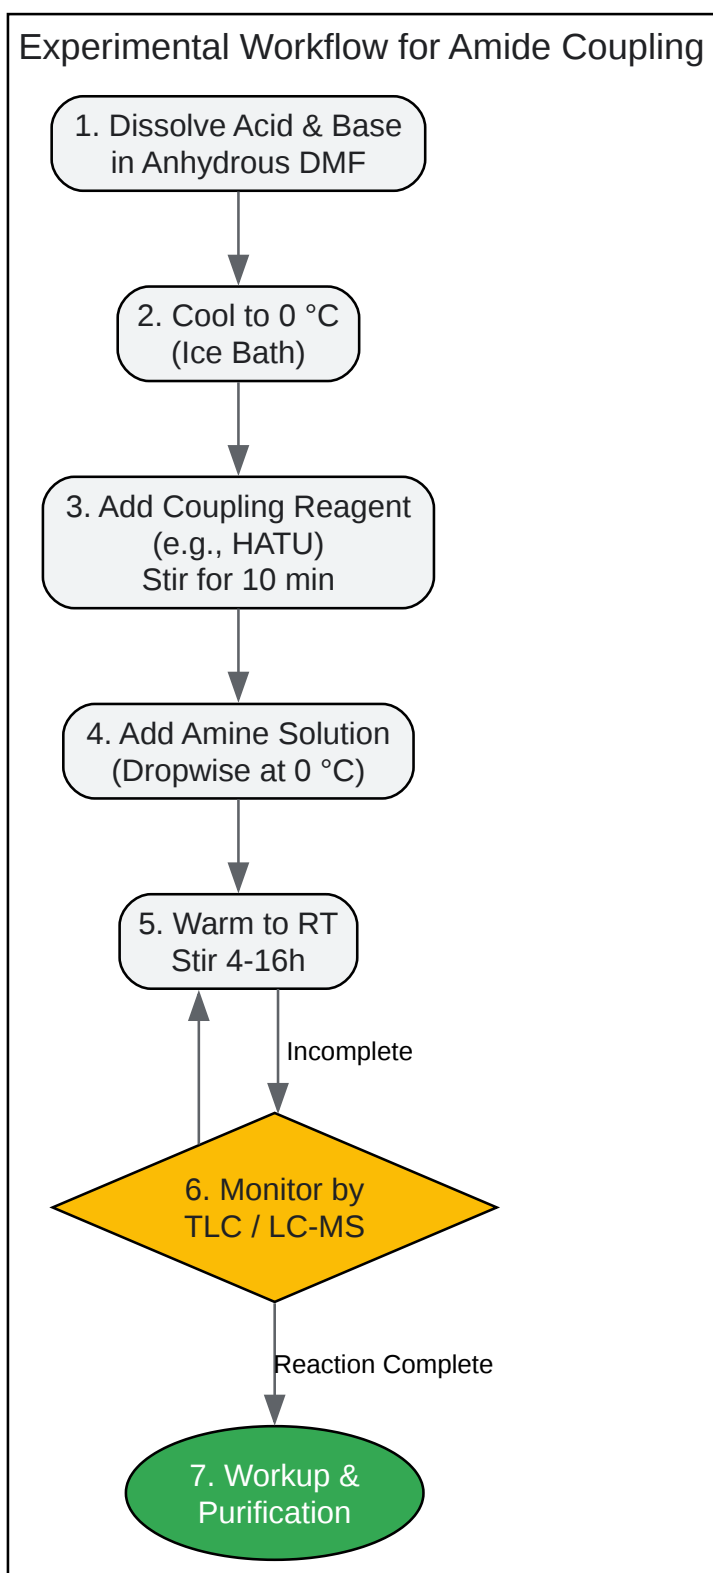 Experimental Workflow for Amide Coupling
1. Dissolve Acid & Base
in Anhydrous DMF
2. Cool to 0 °C
(Ice Bath)
3. Add Coupling Reagent
(e.g., HATU)
Stir for 10 min
4. Add Amine Solution
(Dropwise at 0 °C)
5. Warm to RT
Stir 4-16h
Incomplete
6. Monitor by
TLC / LC-MS
Reaction Complete
7. Workup &
Purification